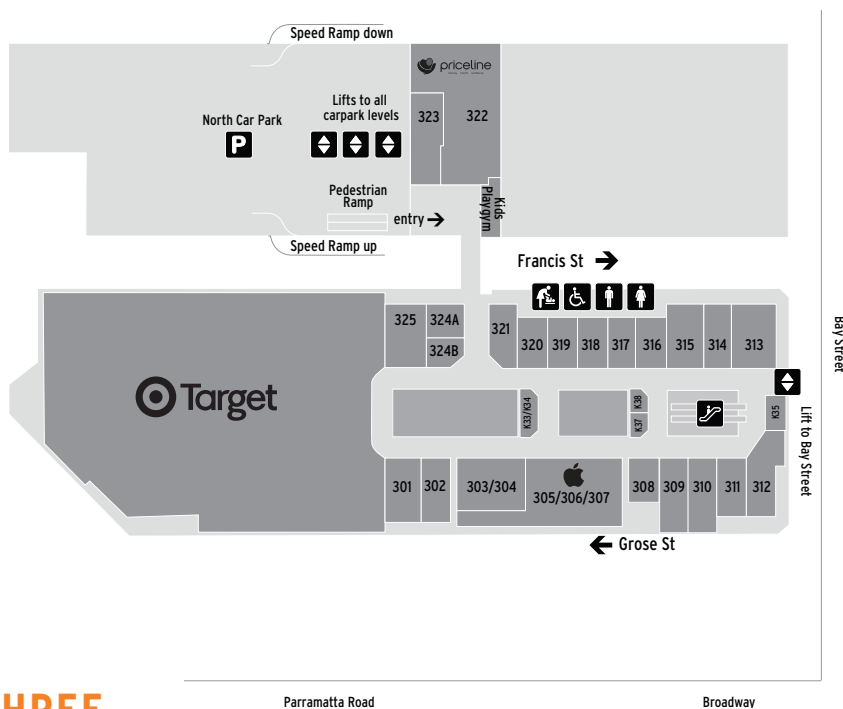 Speed Ramp down
priceline
Lifts to all
carpark levels
North Car Park
P
323
322
Pedestrian
Ramp
entry
Kids
Playgym
Speed Ramp up
Francis St
325
324A
324B
321
320
319
318
317
316
315
314
313
Bay Street
Target
K33/K34
K38
K37
K35
Lift to Bay Street
301
302
303/304
305/306/307
308
309
310
311
312
Grose St
Parramatta Road
Broadway